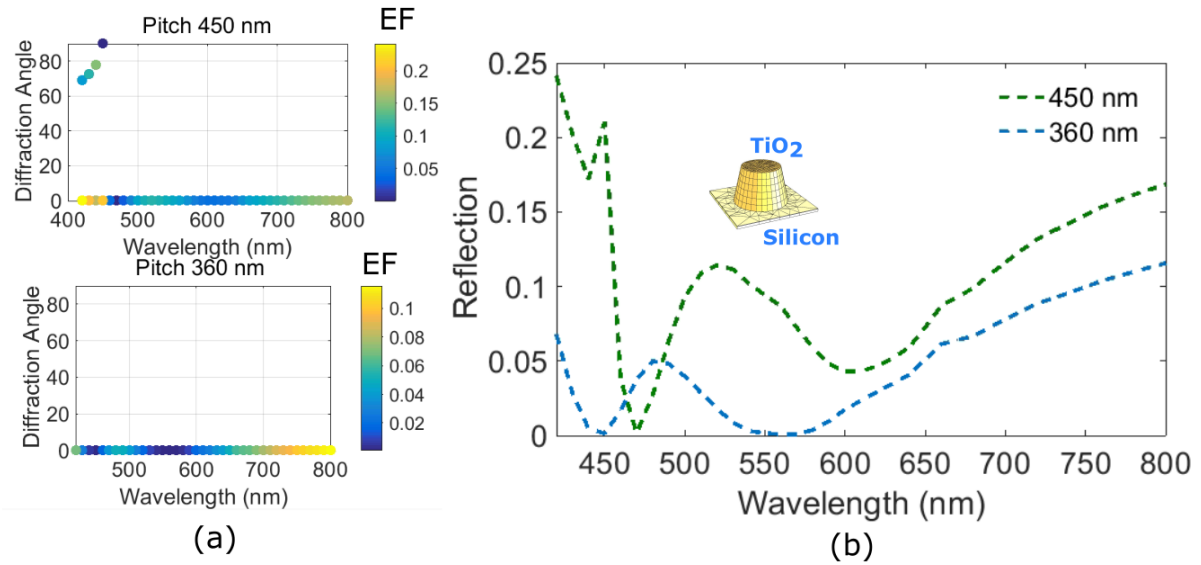 Pitch 450 nm
EF
Diffraction Angle
80
60
40
20
0
400 500 600 700 800
Wavelength (nm)
0.2
0.15
0.1
0.05
Pitch 360 nm
EF
Diffraction Angle
80
60
40
20
0
500 600 700 800
Wavelength (nm)
0.1
0.08
0.06
0.04
0.02
(a)
Reflection
0.25
0.2
0.15
0.1
0.05
0
450 nm
360 nm
TiO2
Silicon
450 500 550 600 650 700 750 800
Wavelength (nm)
(b)